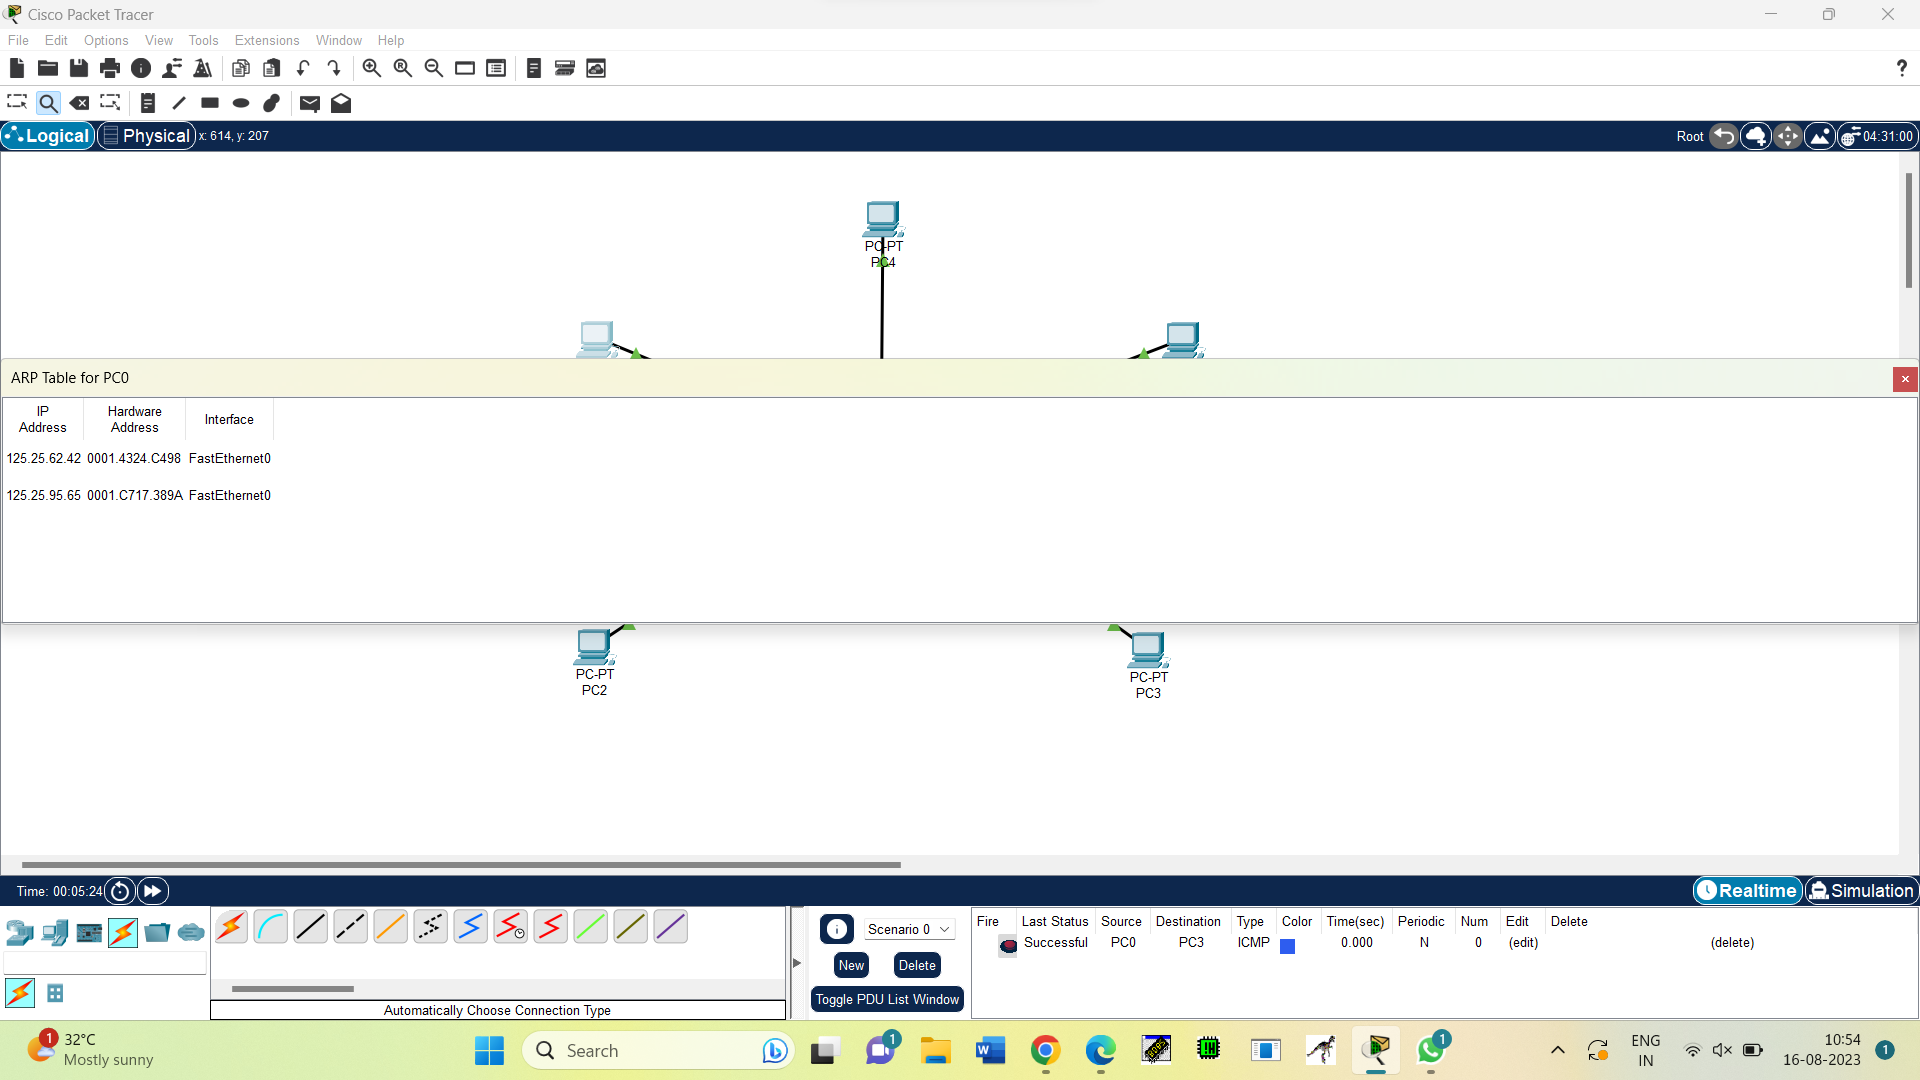 Cisco Packet Tracer
File Edit Options View Tools Extensions Window Help
?
Logical Physical x: 614, y: 207 Root 04:31:00
PC-PT
PC4
ARP Table for PC0
IP Address Hardware Address Interface
125.25.62.42 0001.4324.C498 FastEthernet0
125.25.95.65 0001.C717.389A FastEthernet0
PC-PT
PC2
PC-PT
PC3
Time: 00:05:24 Realtime Simulation
Scenario 0
New Delete
Toggle PDU List Window
Automatically Choose Connection Type
Fire Last Status Source Destination Type Color Time(sec) Periodic Num Edit Delete
Successful PC0 PC3 ICMP 0.000 N 0 (edit) (delete)
1 32°C
Mostly sunny
Search
1
W
1
ENG
IN
10:54
16-08-2023
1